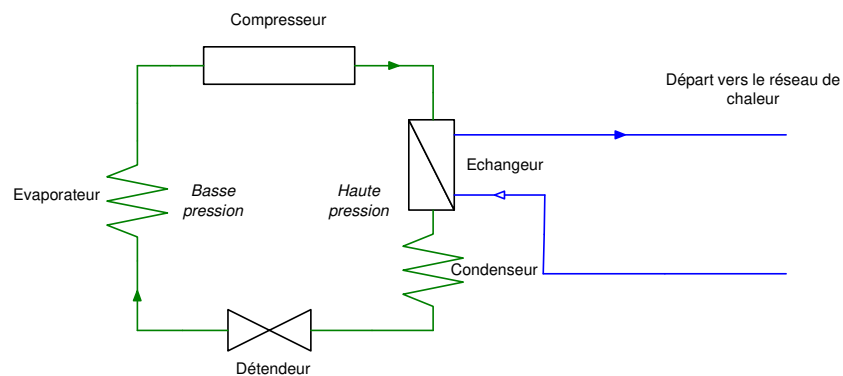 Compresseur
Départ vers le réseau de
chaleur
Echangeur
Evaporateur
Basse
pression
Haute
pression
Condenseur
Détendeur